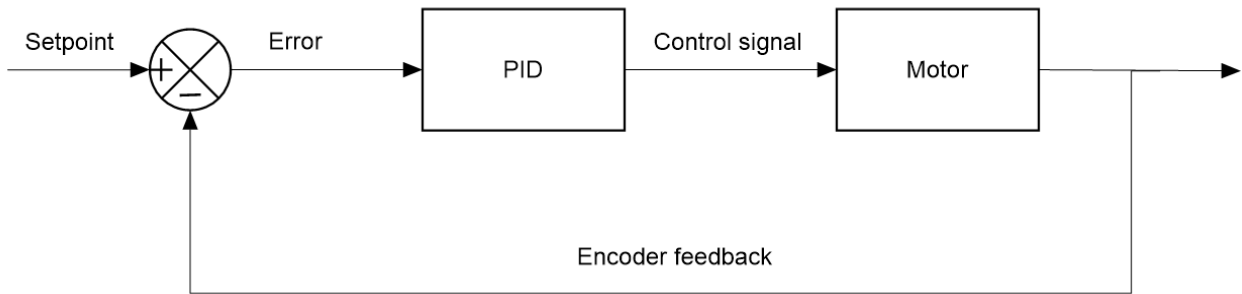 Setpoint
Error
PID
Control signal
Motor
+
−
Encoder feedback